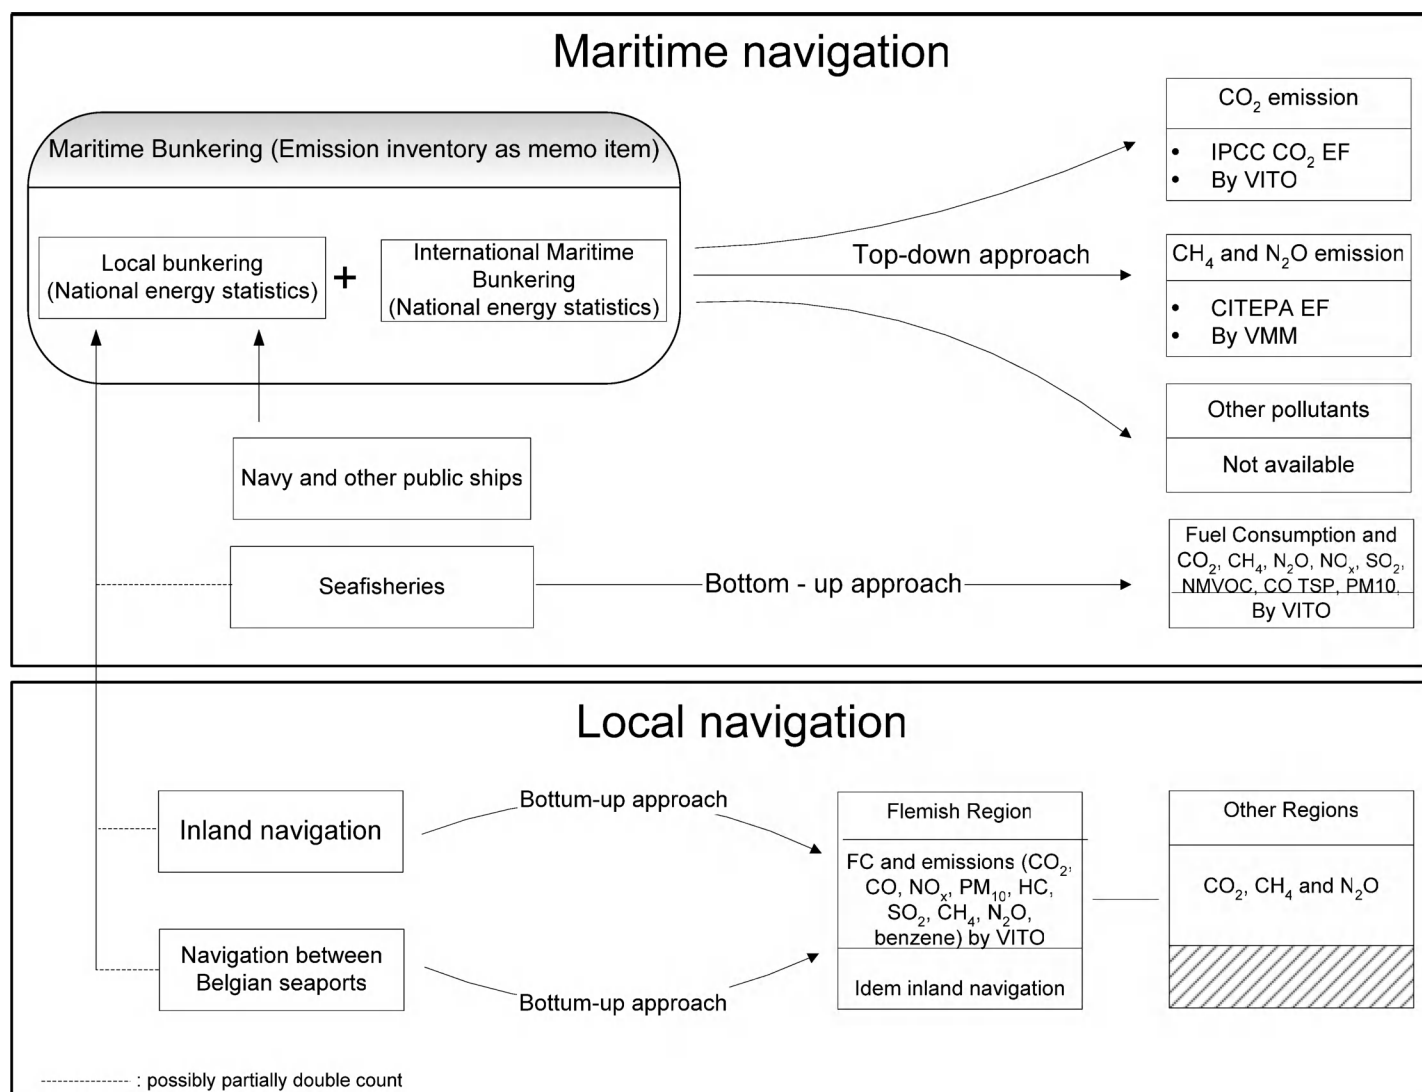 Maritime navigation
Maritime Bunkering (Emission inventory as memo item)
Local bunkering
(National energy statistics)
+
International Maritime
Bunkering
(National energy statistics)
Top-down approach
CO₂ emission
• IPCC CO₂ EF
• By VITO
CH₄ and N₂O emission
• CITEPA EF
• By VMM
Other pollutants
Not available
Navy and other public ships
Seafisheries
Bottom - up approach
Fuel Consumption and
CO₂, CH₄, N₂O, NOₓ, SO₂,
NMVOC, CO TSP, PM10,
By VITO
Local navigation
Inland navigation
Bottum-up approach
Navigation between
Belgian seaports
Bottum-up approach
Flemish Region
FC and emissions (CO₂,
CO, NOₓ, PM₁₀, HC,
SO₂, CH₄, N₂O,
benzene) by VITO
Idem inland navigation
Other Regions
CO₂, CH₄ and N₂O
: possibly partially double count